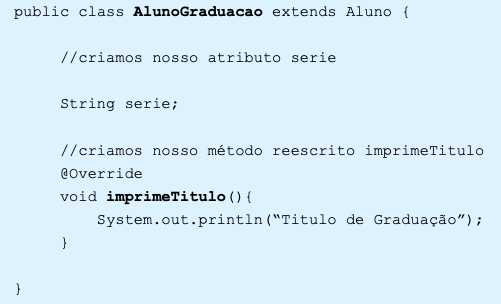 public class AlunoGraduacao extends Aluno {
//criamos nosso atributo serie
String serie;
//criamos nosso método reescrito imprimeTitulo
@Override
void imprimeTitulo(){
System.out.println(“Titulo de Graduação”);
}
}